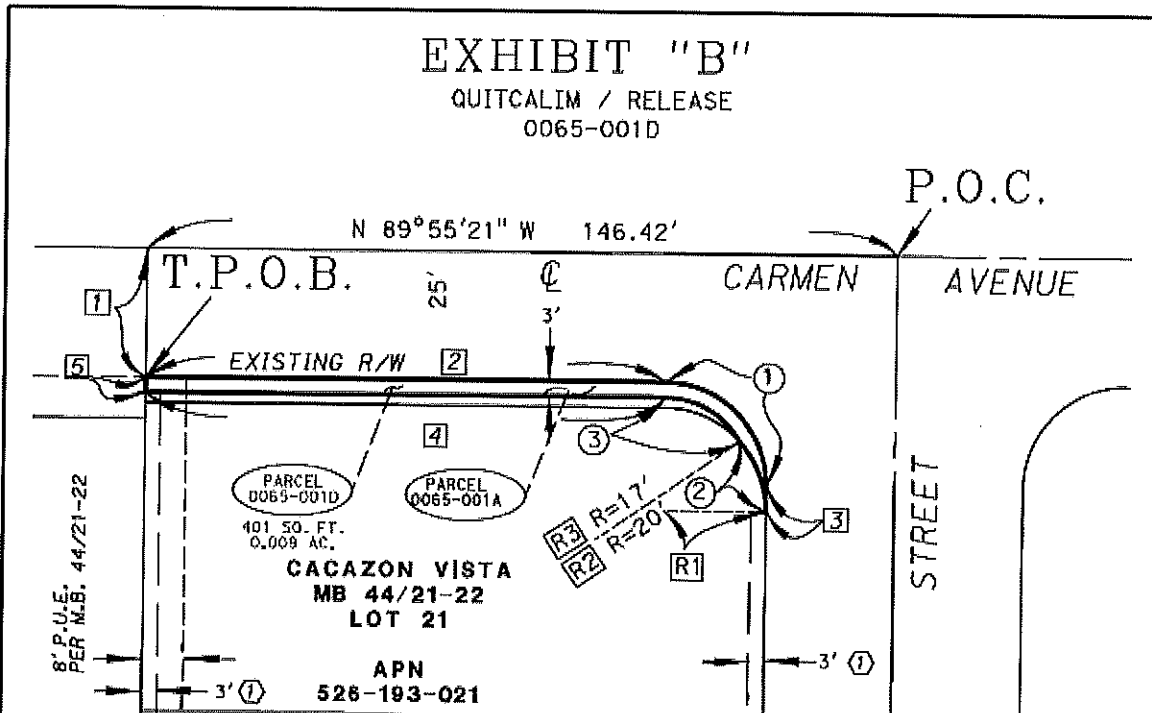 EXHIBIT "B"
QUITCALIM / RELEASE
0065-001D
P.O.C.
N 89°55'21" W 146.42'
T.P.O.B.
25'
℄
CARMEN AVENUE
1
3'
5
EXISTING R/W
2
1
4
3
PARCEL
0065-001D
PARCEL
0065-001A
401 SQ. FT.
0.009 AC.
2
3
R3 R=17'
R2 R=20'
R1
STREET
CACAZON VISTA
MB 44/21-22
LOT 21
8' P.U.E.
PER M.B. 44/21-22
APN
526-193-021
3' 1
3' 1